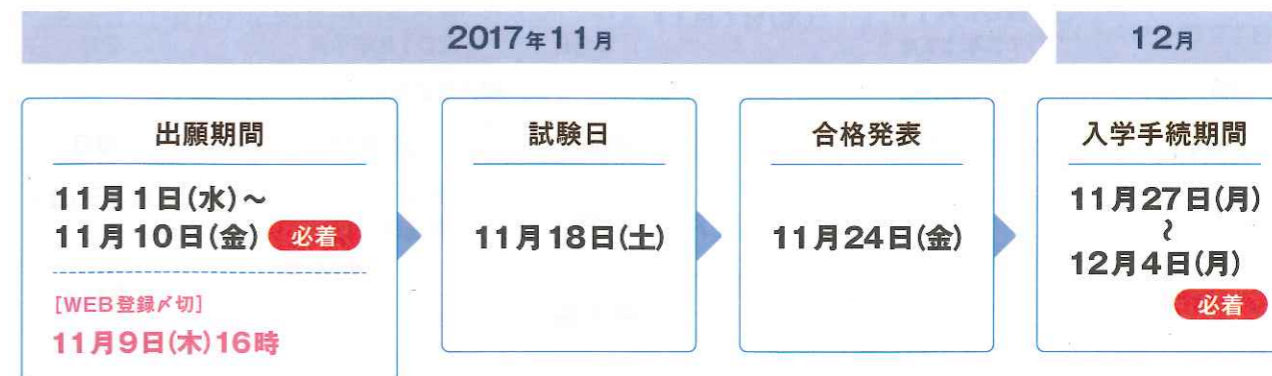 2017年11月
12月
出願期間
11月1日(水)～
11月10日(金) 必着
[WEB登録〆切]
11月9日(木)16時
試験日
11月18日(土)
合格発表
11月24日(金)
入学手続期間
11月27日(月)
～
12月4日(月)
必着